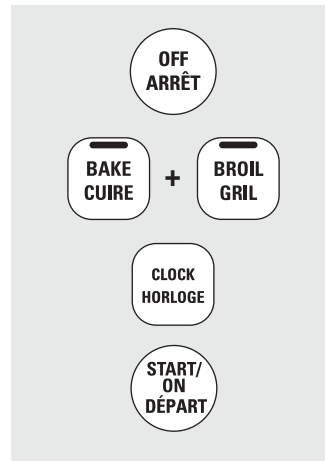 OFF
ARRÊT
BAKE
CUIRE
+
BROIL
GRIL
CLOCK
HORLOGE
START/
ON
DÉPART